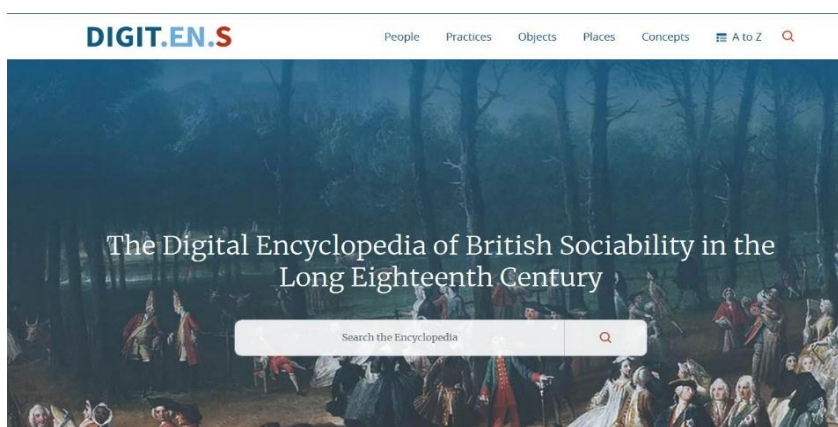 DIGIT.EN.S
People Practices Objects Places Concepts A to Z
The Digital Encyclopedia of British Sociability in the
Long Eighteenth Century
Search the Encyclopedia